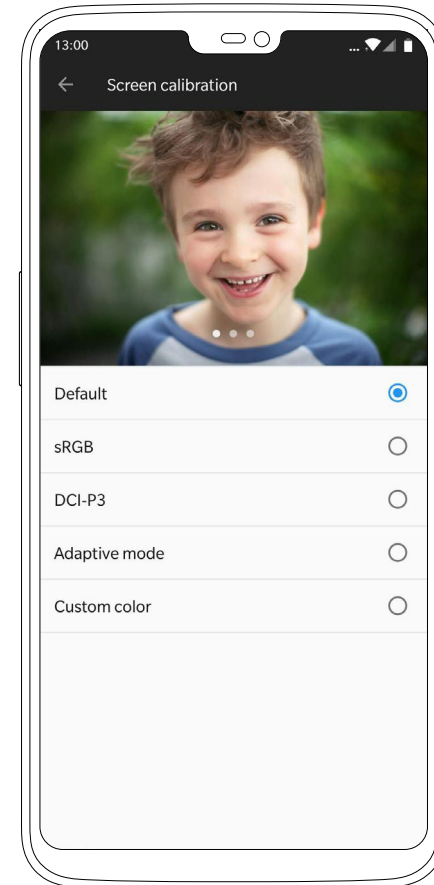 13:00
...
Screen calibration
Default
sRGB
DCI-P3
Adaptive mode
Custom color